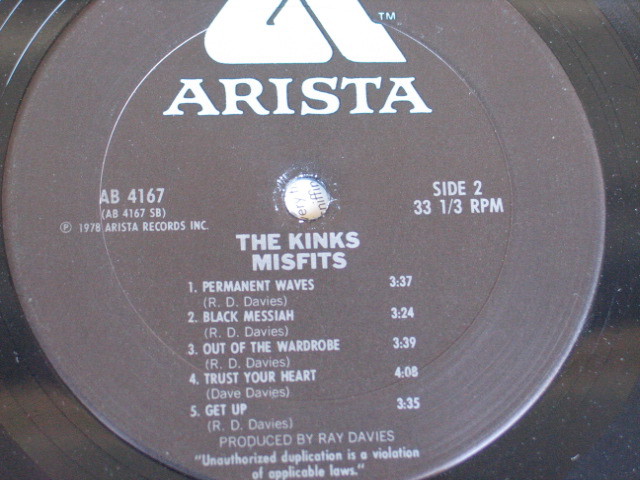 ™
ARISTA
AB 4167
(AB 4167 SB)
℗ 1978 ARISTA RECORDS INC.
SIDE 2
33 1/3 RPM
THE KINKS
MISFITS
1. PERMANENT WAVES 3:37
(R. D. Davies)
2. BLACK MESSIAH 3:24
(R. D. Davies)
3. OUT OF THE WARDROBE 3:39
(R. D. Davies)
4. TRUST YOUR HEART 4:08
(Dave Davies)
5. GET UP 3:35
(R. D. Davies)
PRODUCED BY RAY DAVIES
"Unauthorized duplication is a violation
of applicable laws."